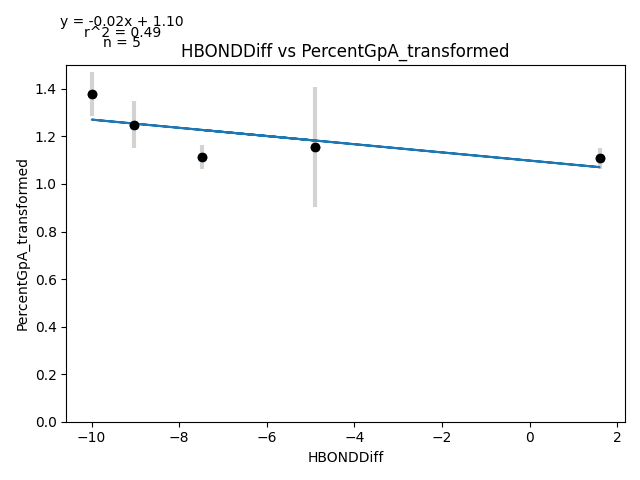 y = -0.02x + 1.10
r^2 = 0.49
n = 5
HBONDDiff vs PercentGpA_transformed
1.4
1.2
1.0
0.8
0.6
0.4
0.2
0.0
PercentGpA_transformed
−10
−8
−6
−4
−2
0
2
HBONDDiff